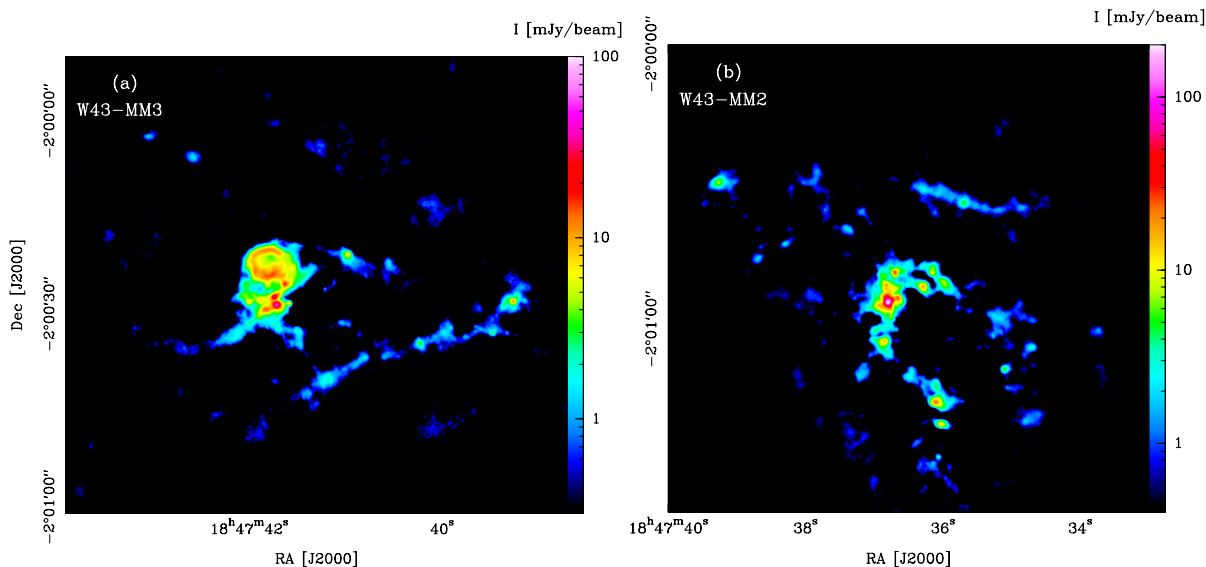 I [mJy/beam]
(a)
W43-MM3
100
10
1
-2°00'00"
-2°00'30"
-2°01'00"
Dec [J2000]
18ʰ47ᵐ42ˢ
40ˢ
RA [J2000]
I [mJy/beam]
(b)
W43-MM2
100
10
1
-2°00'00"
-2°01'00"
18ʰ47ᵐ40ˢ
38ˢ
36ˢ
34ˢ
RA [J2000]